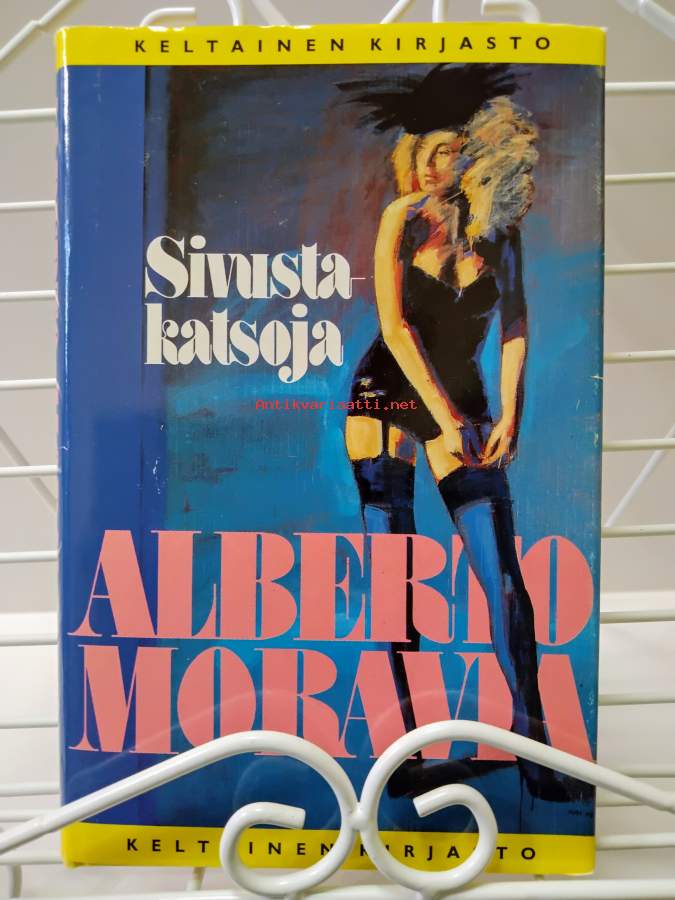 KELTAINEN KIRJASTO
Sivusta-
katsoja
Antikvariaatti.net
ALBERTO
MORAVIA
KELTAINEN KIRJASTO